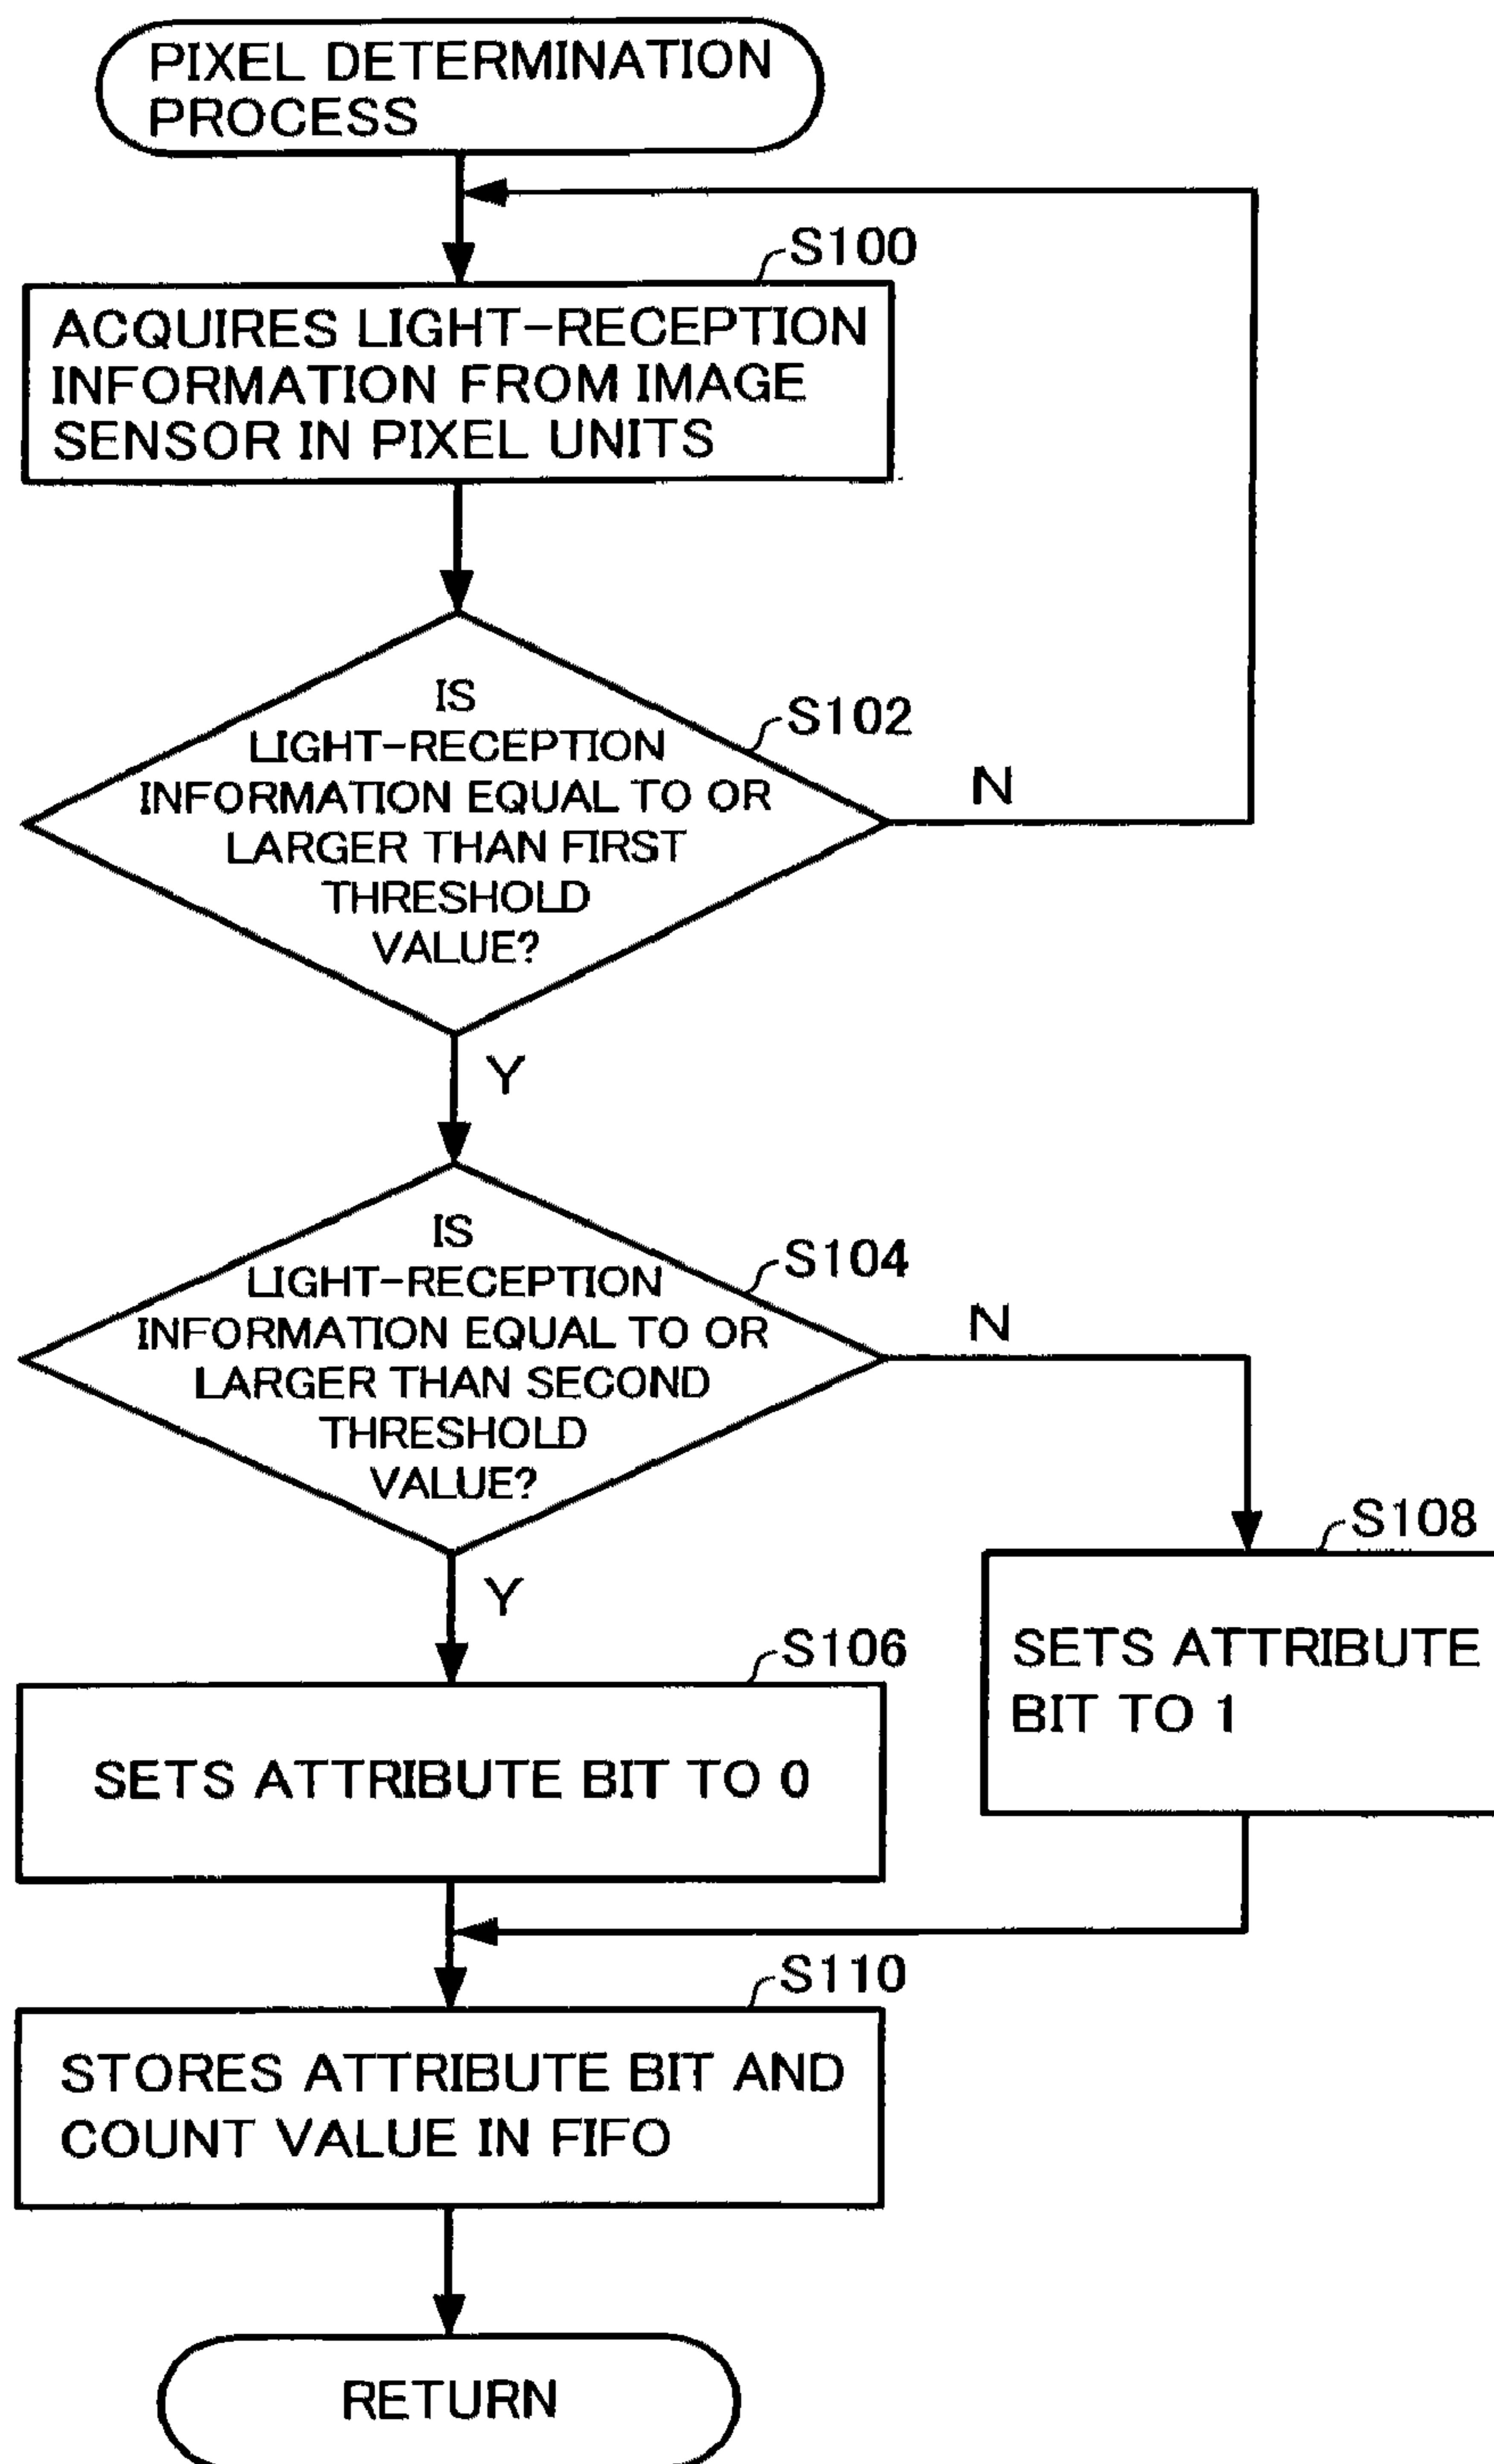 PIXEL DETERMINATION
PROCESS
S100
ACQUIRES LIGHT-RECEPTION
INFORMATION FROM IMAGE
SENSOR IN PIXEL UNITS
S102
IS
LIGHT-RECEPTION
INFORMATION EQUAL TO OR
LARGER THAN FIRST
THRESHOLD
VALUE?
N
Y
S104
IS
LIGHT-RECEPTION
INFORMATION EQUAL TO OR
LARGER THAN SECOND
THRESHOLD
VALUE?
N
Y
S108
SETS ATTRIBUTE
BIT TO 1
S106
SETS ATTRIBUTE BIT TO 0
S110
STORES ATTRIBUTE BIT AND
COUNT VALUE IN FIFO
RETURN